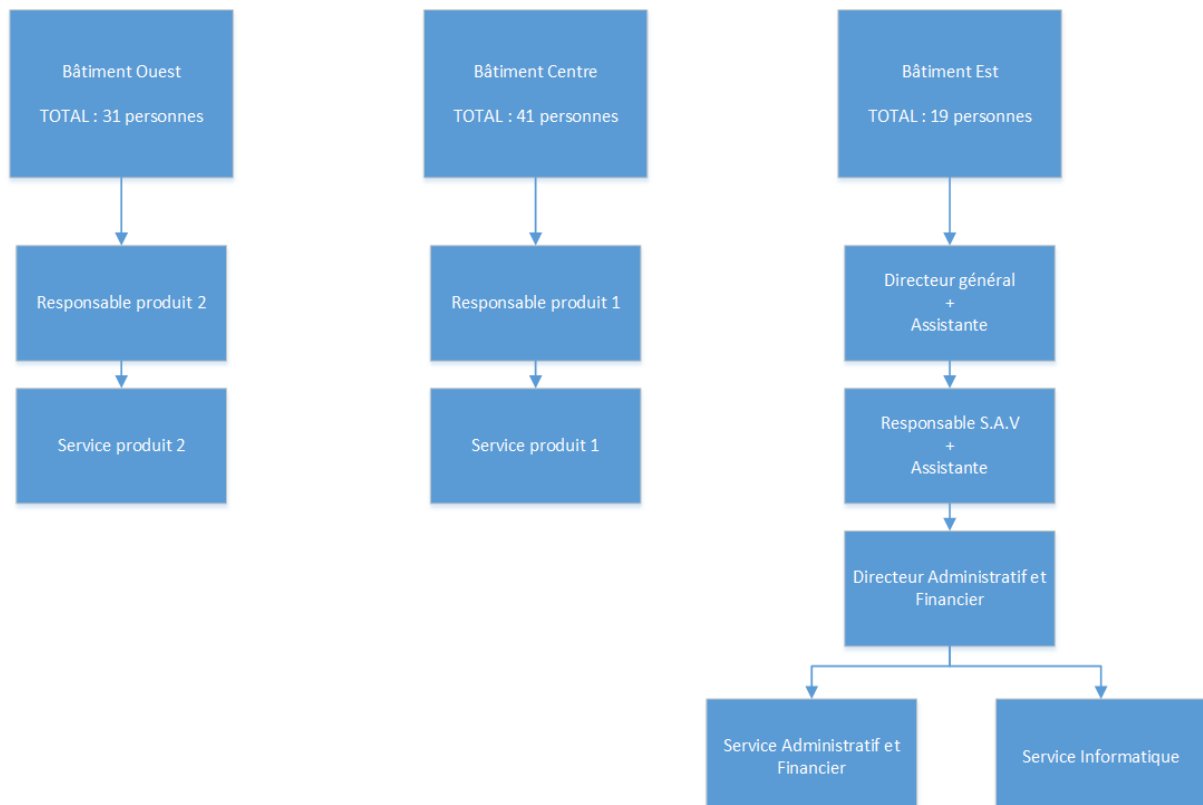 Bâtiment Ouest
TOTAL : 31 personnes
Bâtiment Centre
TOTAL : 41 personnes
Bâtiment Est
TOTAL : 19 personnes
Responsable produit 2
Responsable produit 1
Directeur général
+
Assistante
Service produit 2
Service produit 1
Responsable S.A.V
+
Assistante
Directeur Administratif et
Financier
Service Administratif et
Financier
Service Informatique